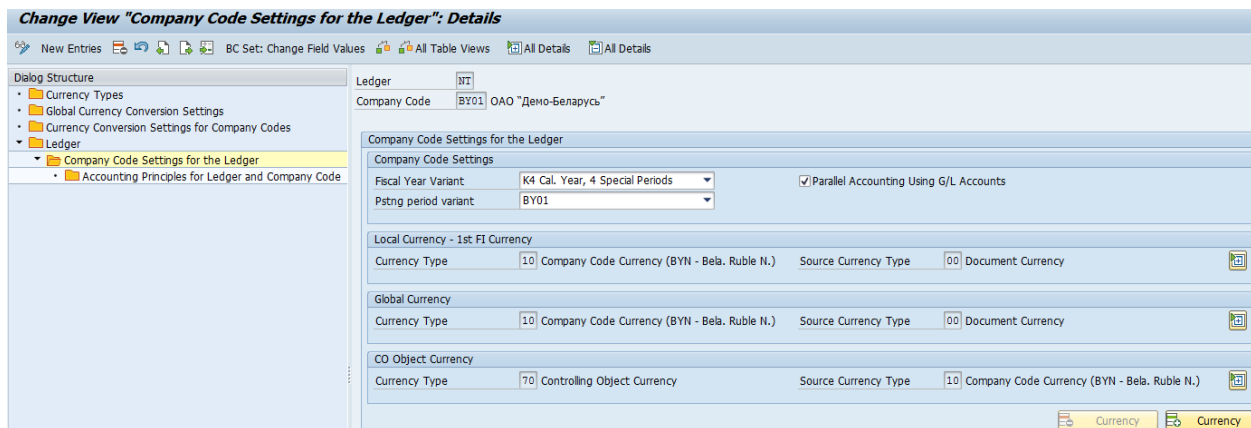 Change View "Company Code Settings for the Ledger": Details
New Entries BC Set: Change Field Values All Table Views All Details All Details
Dialog Structure
Currency Types
Global Currency Conversion Settings
Currency Conversion Settings for Company Codes
Ledger
Company Code Settings for the Ledger
Accounting Principles for Ledger and Company Code
Ledger NT
Company Code BY01 ОАО "Демо-Беларусь"
Company Code Settings for the Ledger
Company Code Settings
Fiscal Year Variant K4 Cal. Year, 4 Special Periods Parallel Accounting Using G/L Accounts
Pstng period variant BY01
Local Currency - 1st FI Currency
Currency Type 10 Company Code Currency (BYN - Bela. Ruble N.) Source Currency Type 00 Document Currency
Global Currency
Currency Type 10 Company Code Currency (BYN - Bela. Ruble N.) Source Currency Type 00 Document Currency
CO Object Currency
Currency Type 70 Controlling Object Currency Source Currency Type 10 Company Code Currency (BYN - Bela. Ruble N.)
Currency Currency